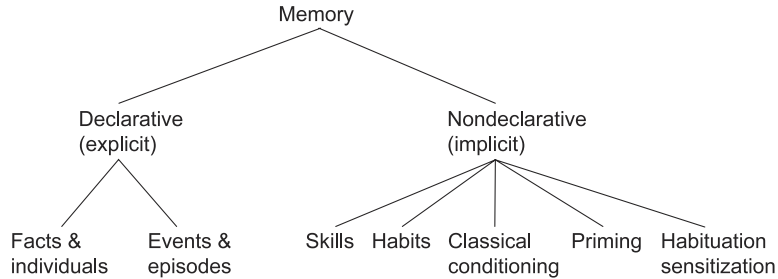 Memory
Declarative
(explicit)
Nondeclarative
(implicit)
Facts &
individuals
Events &
episodes
Skills
Habits
Classical
conditioning
Priming
Habituation
sensitization